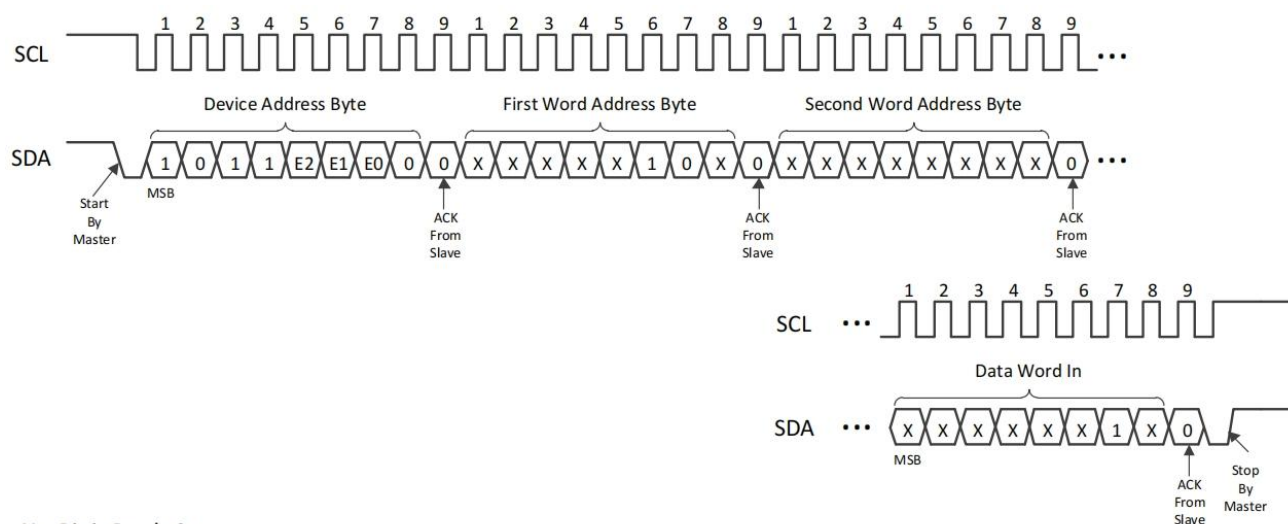 1 2 3 4 5 6 7 8 9 1 2 3 4 5 6 7 8 9 1 2 3 4 5 6 7 8 9
SCL
Device Address Byte First Word Address Byte Second Word Address Byte
SDA 1 0 1 1 E2 E1 E0 0 0 X X X X X 1 0 X 0 X X X X X X X X 0
MSB
Start
By
Master
ACK
From
Slave
ACK
From
Slave
ACK
From
Slave
1 2 3 4 5 6 7 8 9
SCL
Data Word In
SDA X X X X X X 1 X 0
MSB
ACK
From
Slave
Stop
By
Master